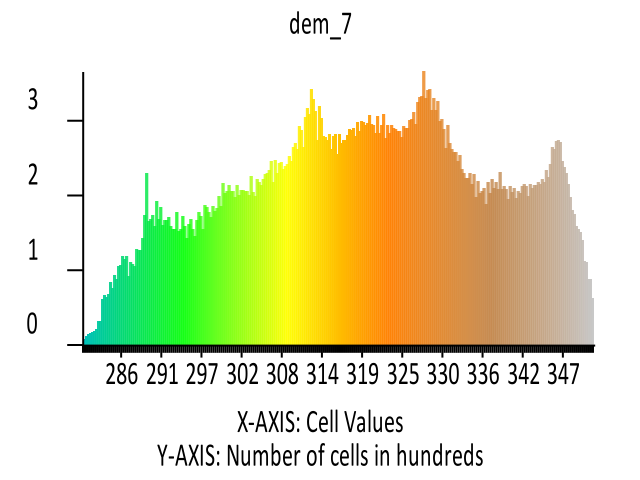 dem_7
3
2
1
0
286 291 297 302 308 314 319 325 330 336 342 347
X-AXIS: Cell Values
Y-AXIS: Number of cells in hundreds